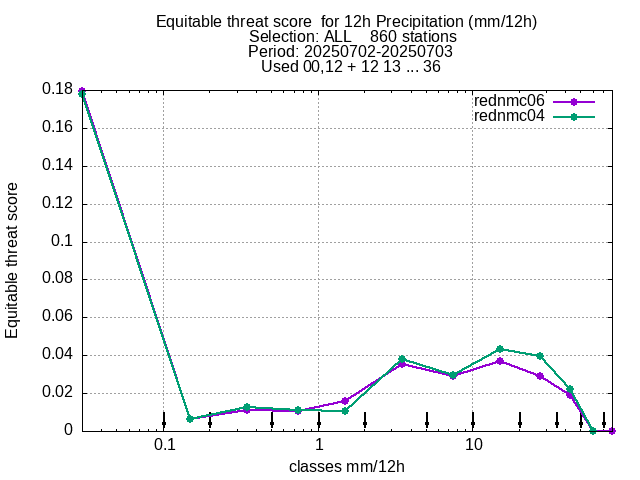 Equitable threat score  for 12h Precipitation (mm/12h)
Selection: ALL    860 stations
Period: 20250702-20250703
Used 00,12 + 12 13 ... 36
rednmc06
rednmc04
0.18
0.16
0.14
0.12
0.1
0.08
0.06
0.04
0.02
0
Equitable threat score
0.1
1
10
classes mm/12h